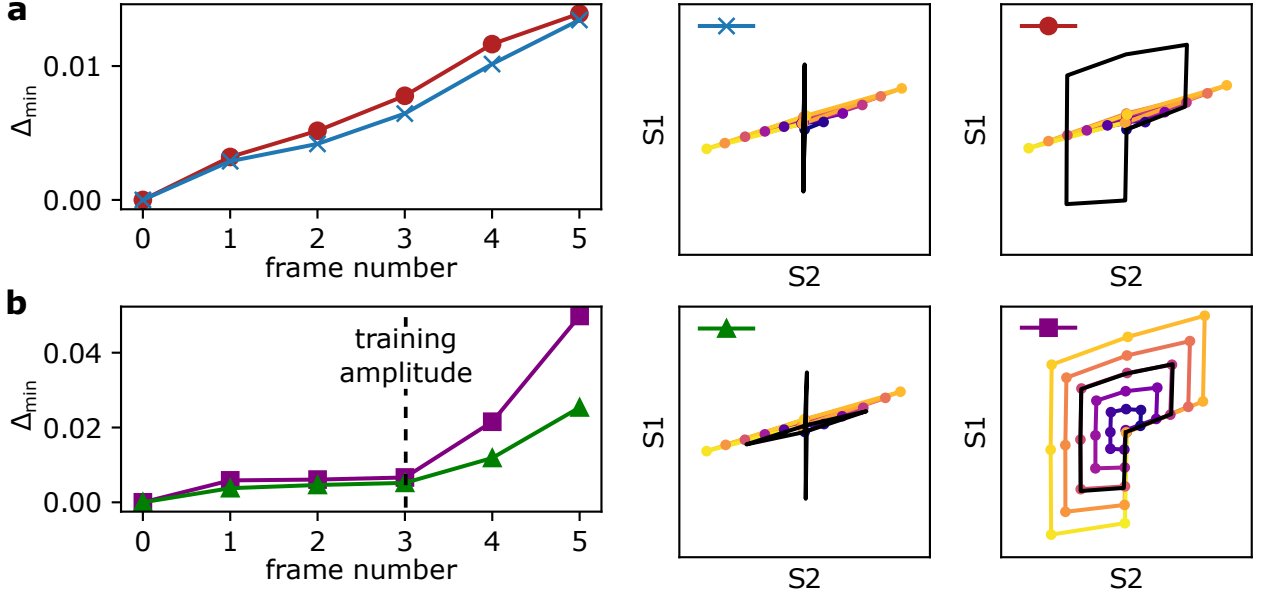 a
0.01
0.00
Δmin
0 1 2 3 4 5
frame number
S1
S2
S1
S2
b
training
amplitude
0.04
0.02
0.00
Δmin
0 1 2 3 4 5
frame number
S1
S2
S1
S2